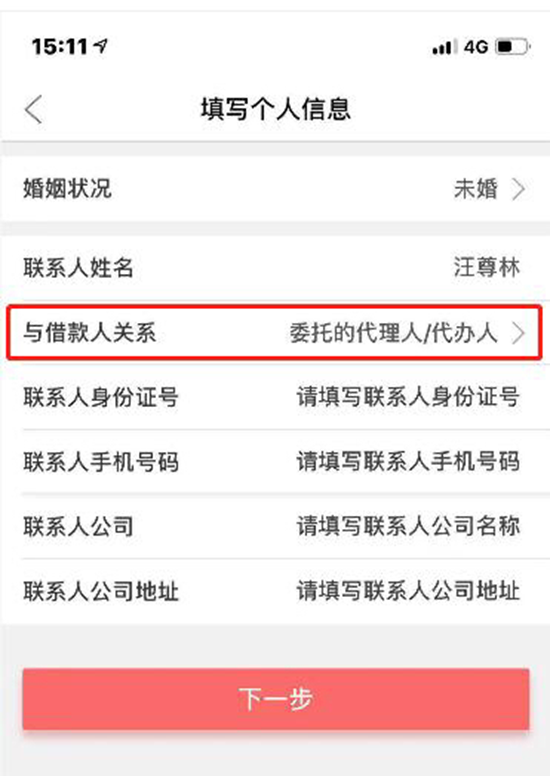 15:11 4G
填写个人信息
婚姻状况 未婚
联系人姓名 汪尊林
与借款人关系 委托的代理人/代办人
联系人身份证号 请填写联系人身份证号
联系人手机号码 请填写联系人手机号码
联系人公司 请填写联系人公司名称
联系人公司地址 请填写联系人公司地址
下一步